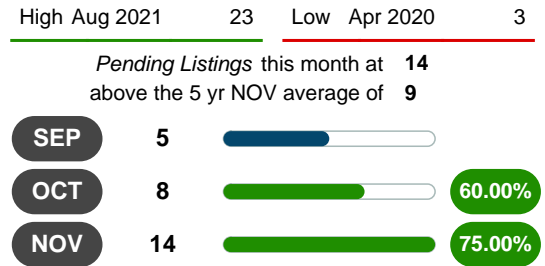 High Aug 2021 23 Low Apr 2020 3
Pending Listings this month at 14
above the 5 yr NOV average of 9
SEP 5
OCT 8 60.00%
NOV 14 75.00%